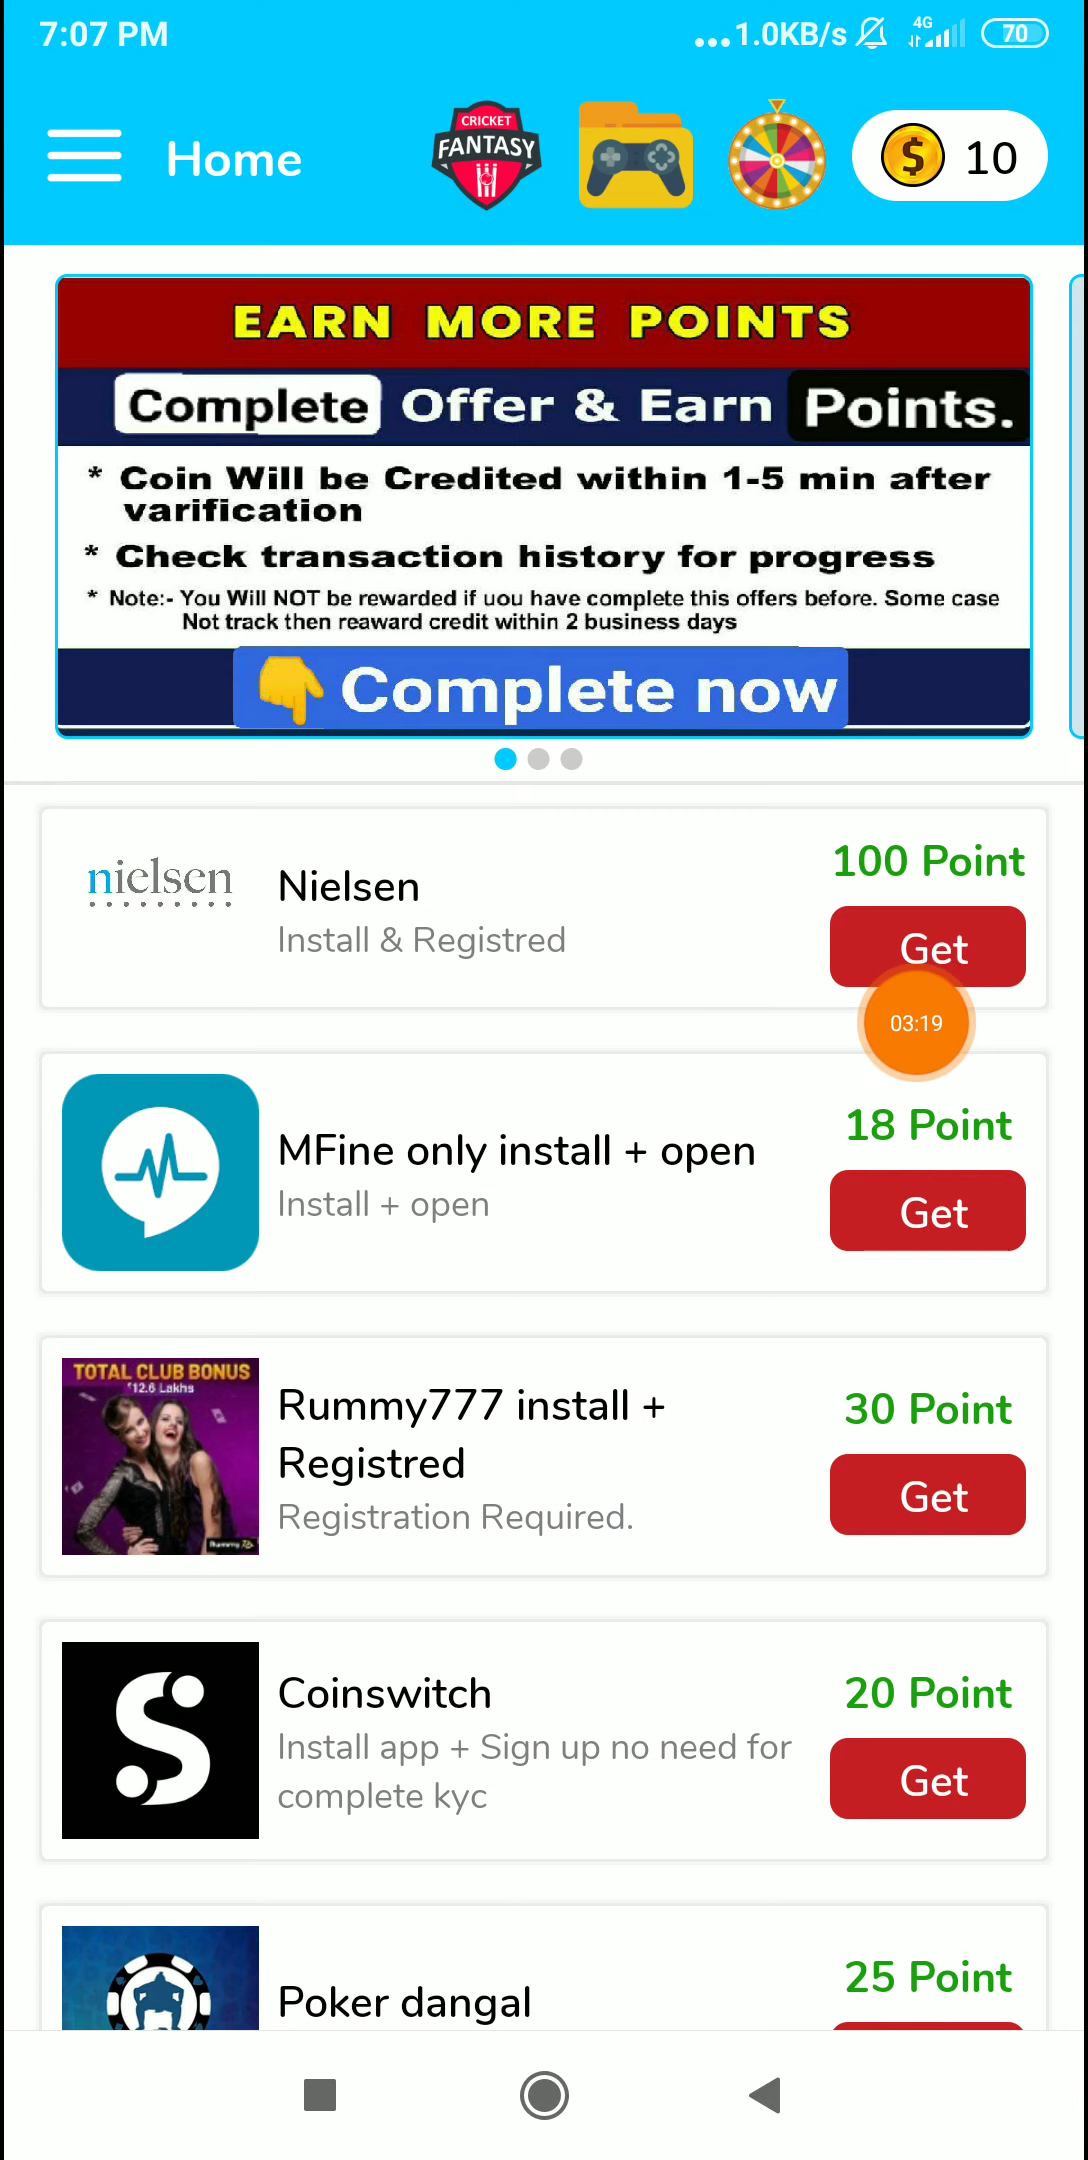 7:07 PM
...1.0KB/s 4G 70
Home
CRICKET
FANTASY
10
EARN MORE POINTS
Complete Offer & Earn Points.
* Coin Will be Credited within 1-5 min after
varification
* Check transaction history for progress
* Note:- You Will NOT be rewarded if uou have complete this offers before. Some case
Not track then reaward credit within 2 business days
Complete now
nielsen
Nielsen
Install & Registred
100 Point
Get
03:19
MFine only install + open
Install + open
18 Point
Get
TOTAL CLUB BONUS
₹12.6 Lakhs
Rummy777 install +
Registred
Registration Required.
30 Point
Get
Coinswitch
Install app + Sign up no need for
complete kyc
20 Point
Get
Poker dangal
25 Point